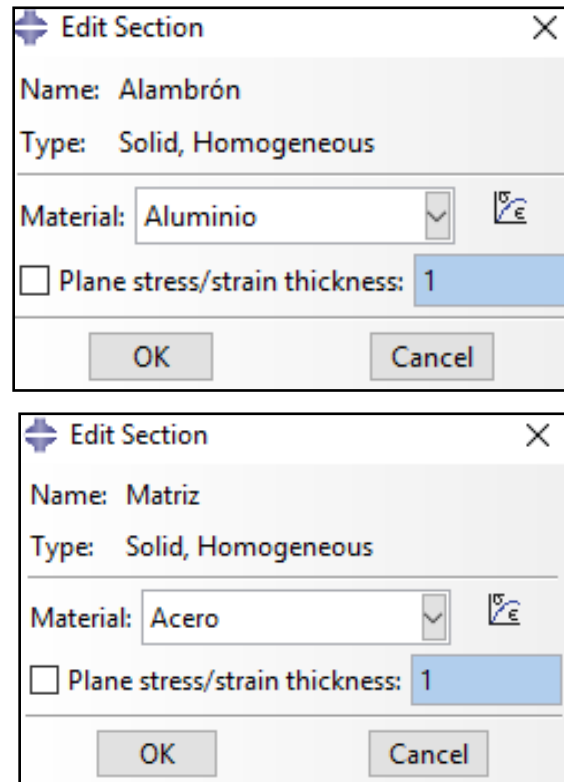 Edit Section
Name: Alambrón
Type: Solid, Homogeneous
Material: Aluminio
σ ε
Plane stress/strain thickness: 1
OK Cancel
Edit Section
Name: Matriz
Type: Solid, Homogeneous
Material: Acero
σ ε
Plane stress/strain thickness: 1
OK Cancel